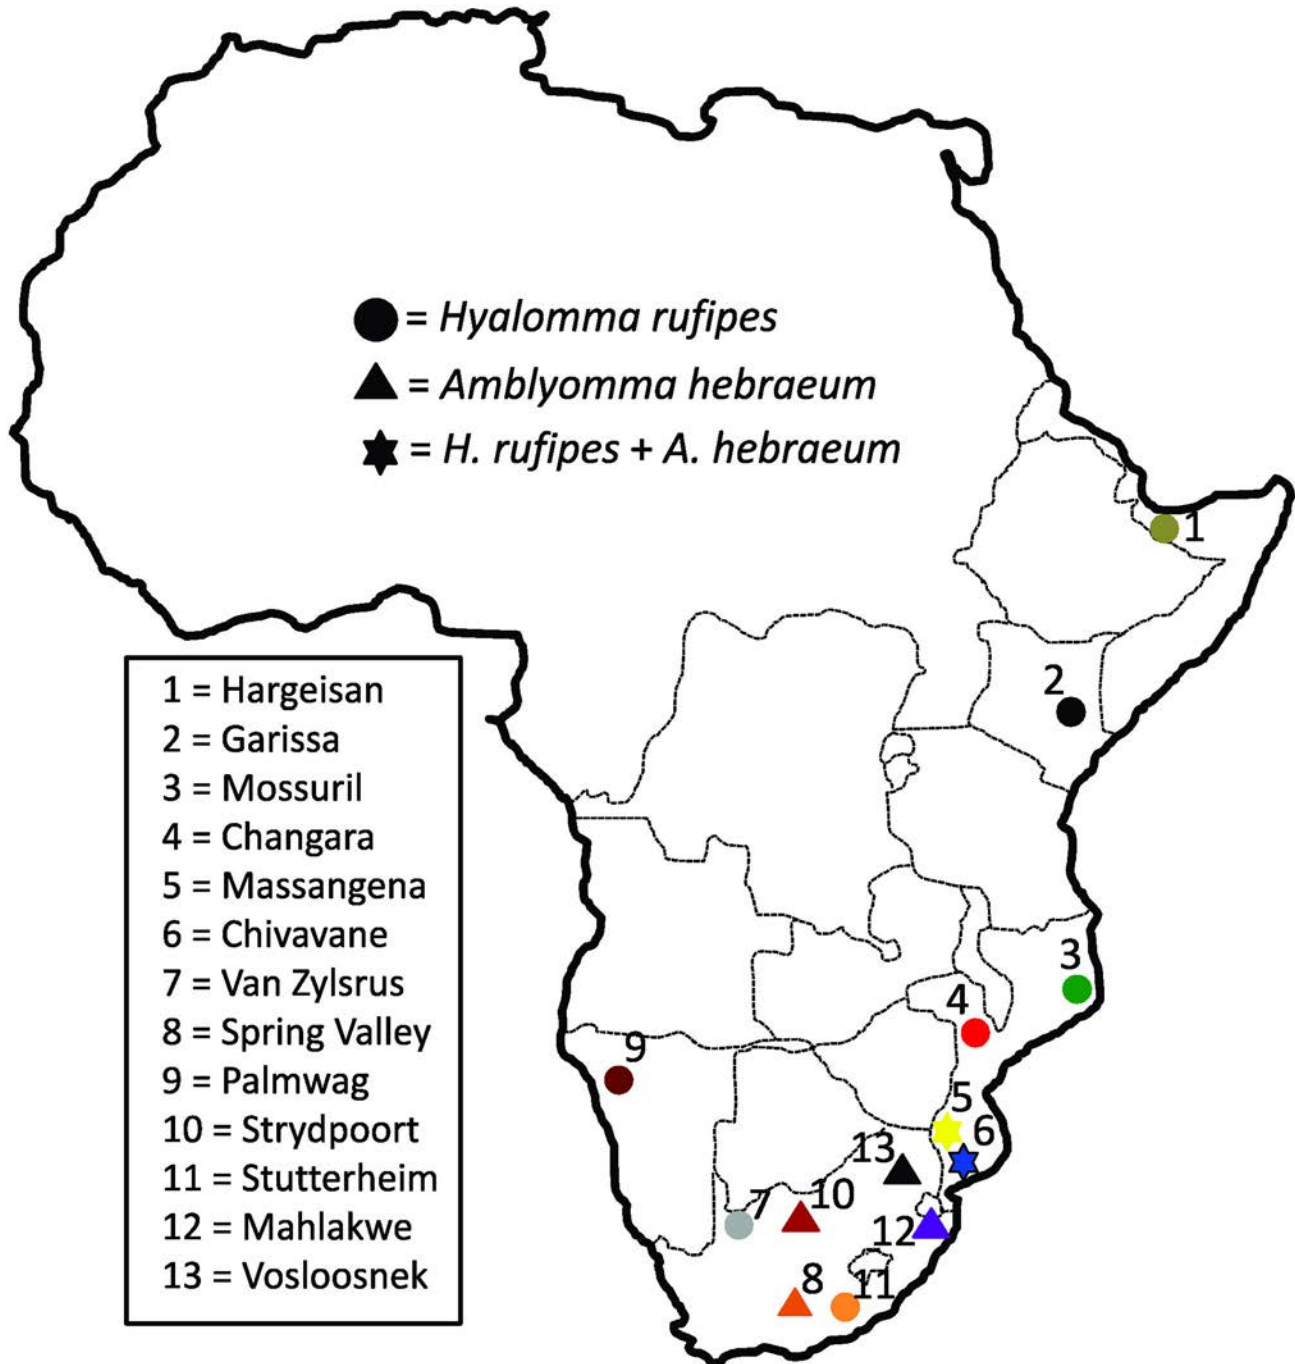 = Hyalomma rufipes
= Amblyomma hebraeum
= H. rufipes + A. hebraeum
1
2
1 = Hargeisan
2 = Garissa
3 = Mossuril
4 = Changara
5 = Massangena
6 = Chivavane
7 = Van Zylsrus
8 = Spring Valley
9 = Palmwag
10 = Strydpoort
11 = Stutterheim
12 = Mahlakwe
13 = Vosloosnek
3
4
9
5
6
13
10
7
12
8
11